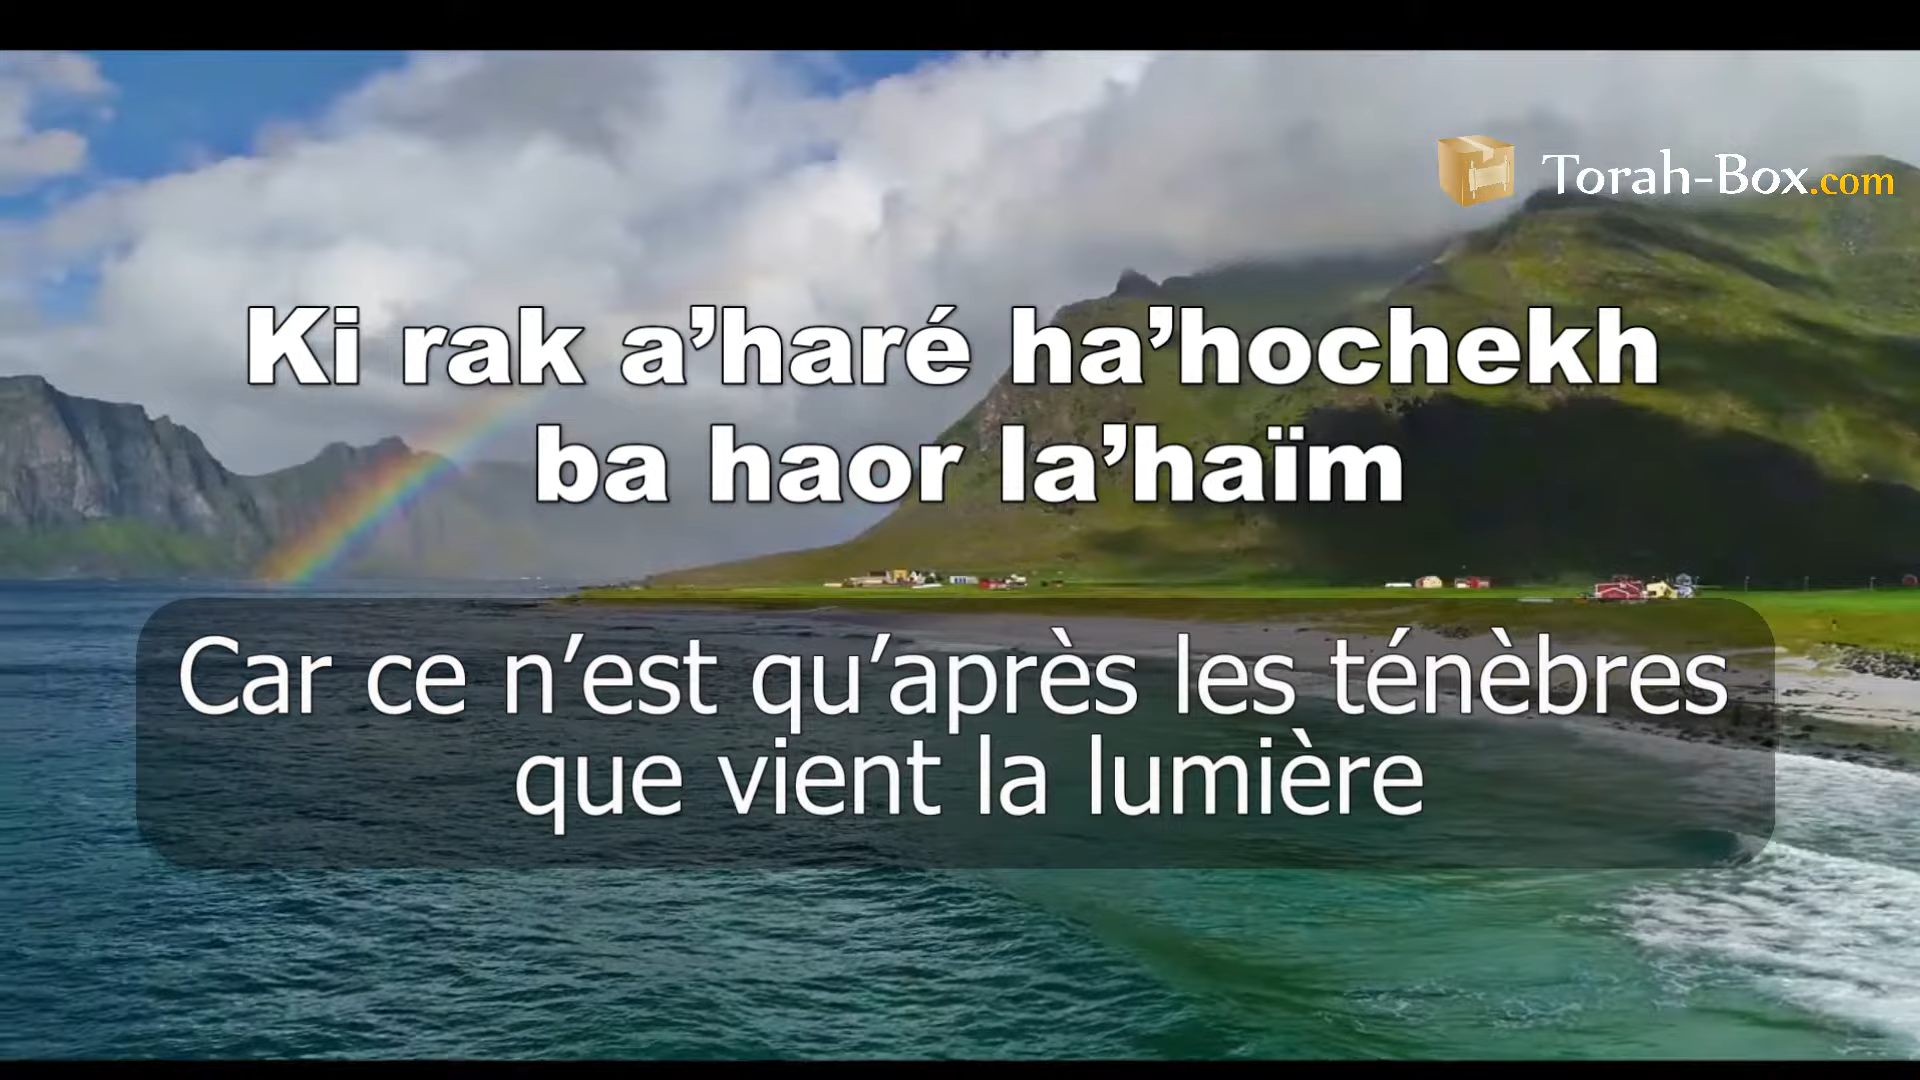 Torah-Box.com
Ki rak a’haré ha’hochekh
ba haor la’haïm
Car ce n’est qu’après les ténèbres
que vient la lumière